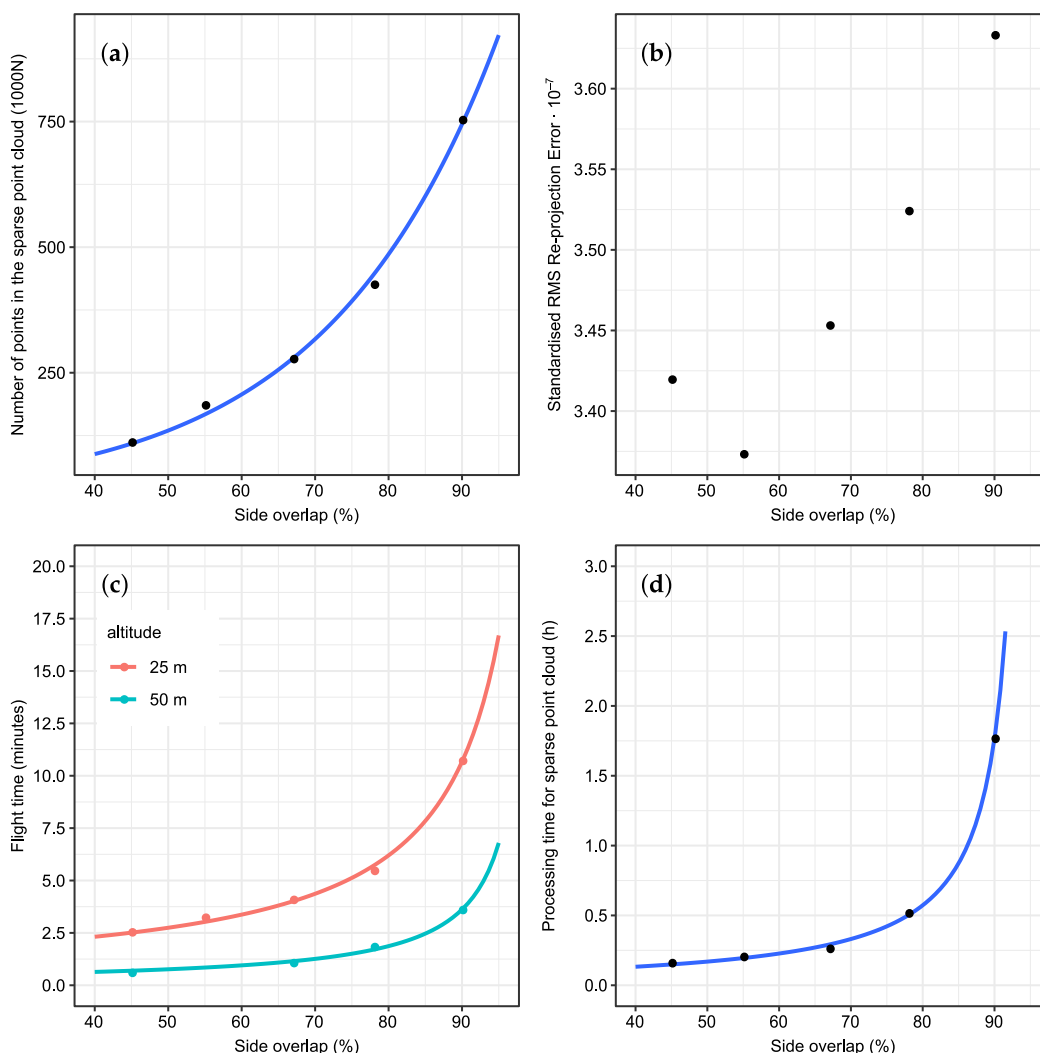 (a)
Number of points in the sparse point cloud (1000N)
750
500
250
40 50 60 70 80 90
Side overlap (%)
(b)
Standardised RMS Re-projection Error · 10⁻⁷
3.60
3.55
3.50
3.45
3.40
40 50 60 70 80 90
Side overlap (%)
(c)
Flight time (minutes)
20.0
17.5
15.0
12.5
10.0
7.5
5.0
2.5
0.0
altitude
25 m
50 m
40 50 60 70 80 90
Side overlap (%)
(d)
Processing time for sparse point cloud (h)
3.0
2.5
2.0
1.5
1.0
0.5
0.0
40 50 60 70 80 90
Side overlap (%)